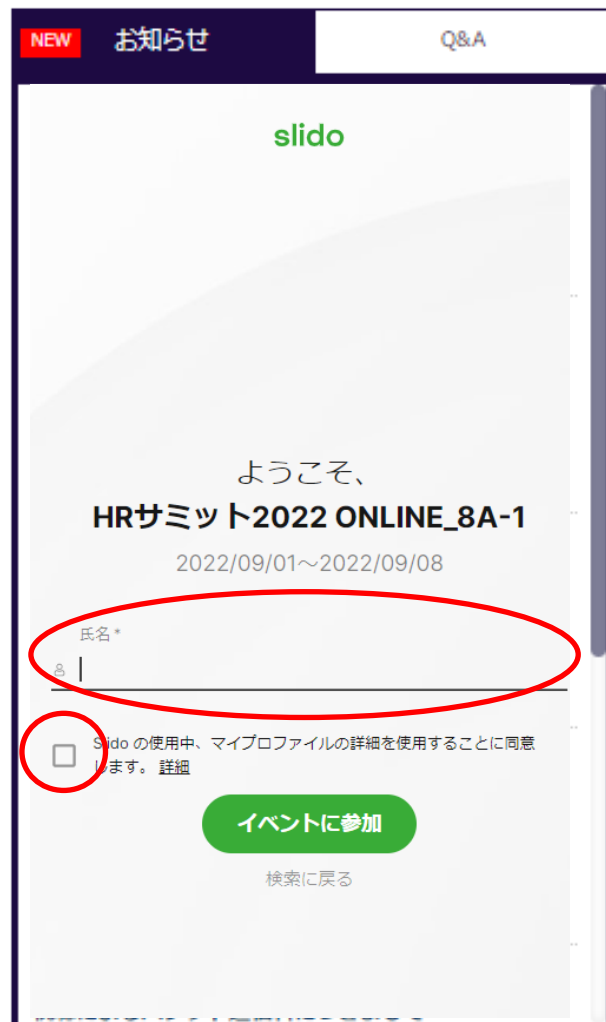 NEW お知らせ Q&A
slido
ようこそ、
HRサミット2022 ONLINE_8A-1
2022/09/01～2022/09/08
氏名*
Slido の使用中、マイプロファイルの詳細を使用することに同意
します。 詳細
イベントに参加
検索に戻る